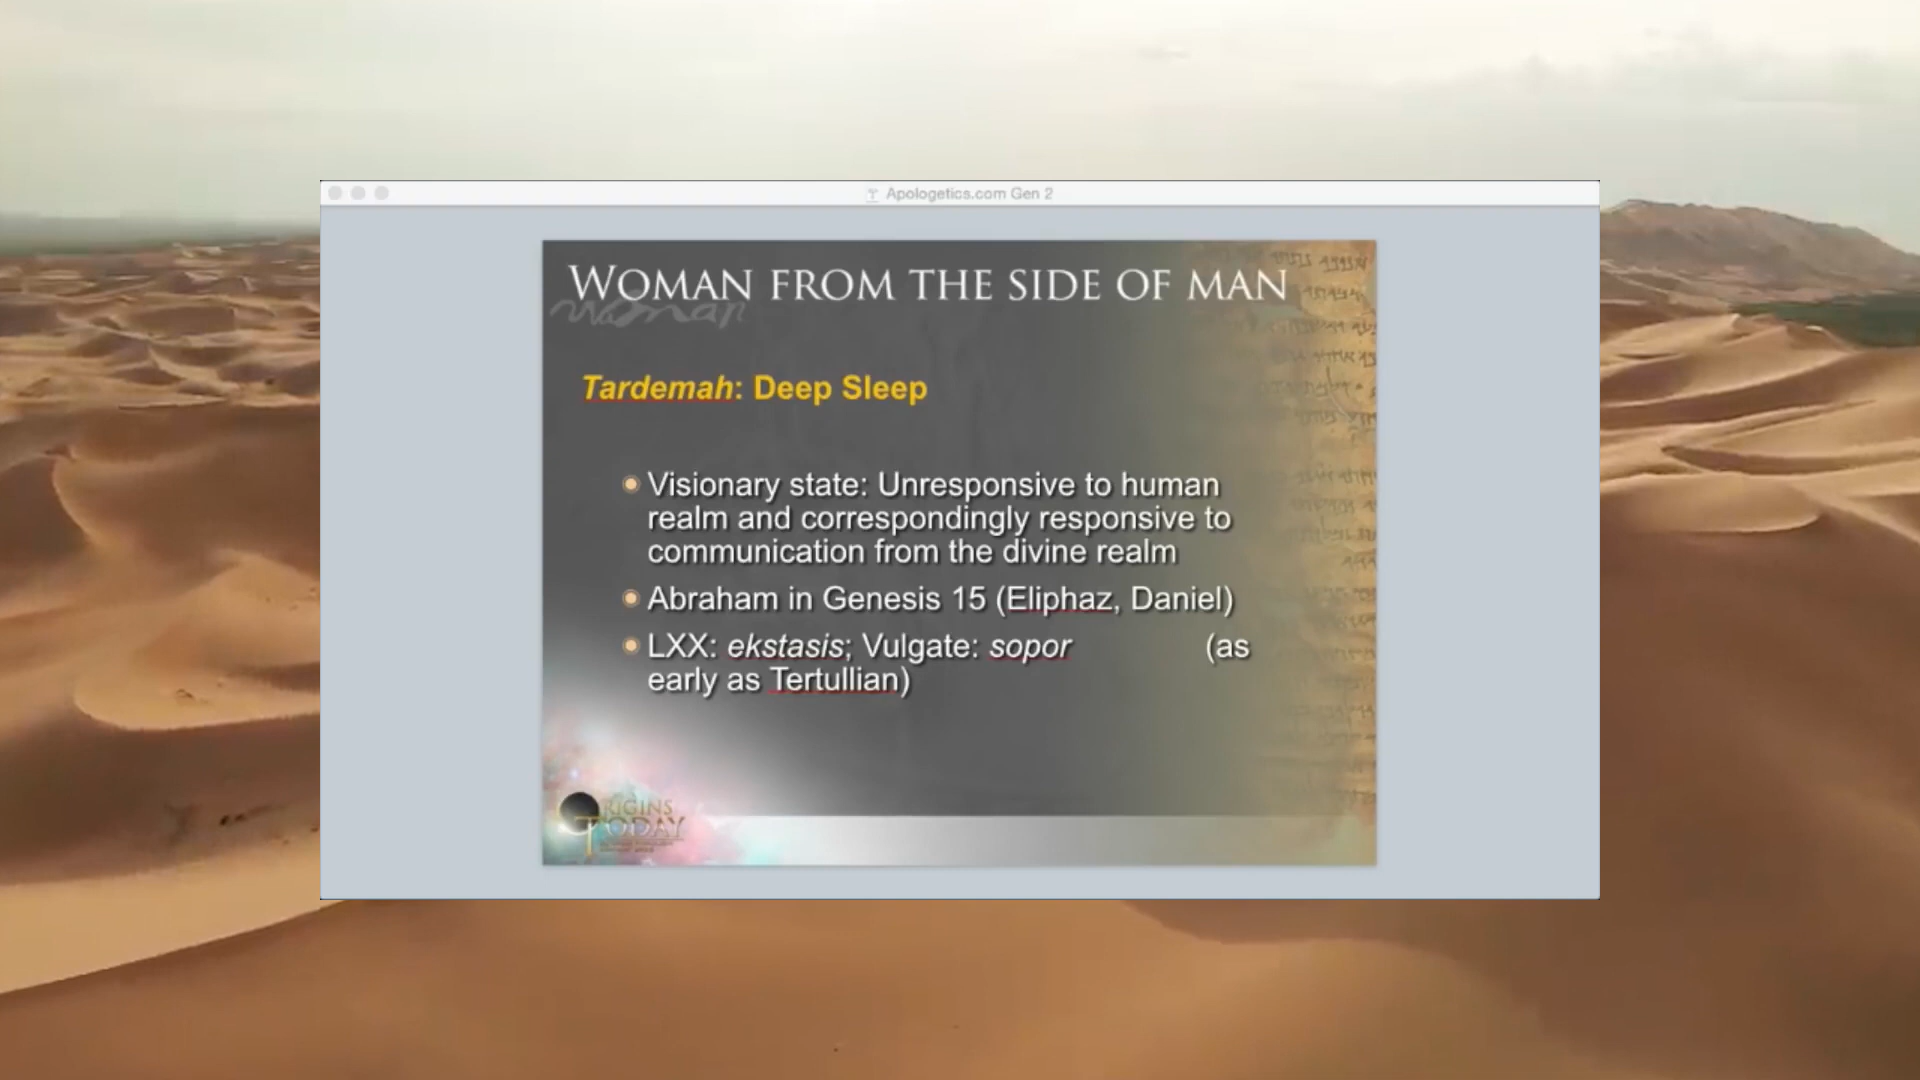 Apologetics.com Gen 2
WOMAN FROM THE SIDE OF MAN
woman
Tardemah: Deep Sleep
Visionary state: Unresponsive to human
realm and correspondingly responsive to
communication from the divine realm
Abraham in Genesis 15 (Eliphaz, Daniel)
LXX: ekstasis; Vulgate: sopor (as
early as Tertullian)
ORIGINS
TODAY